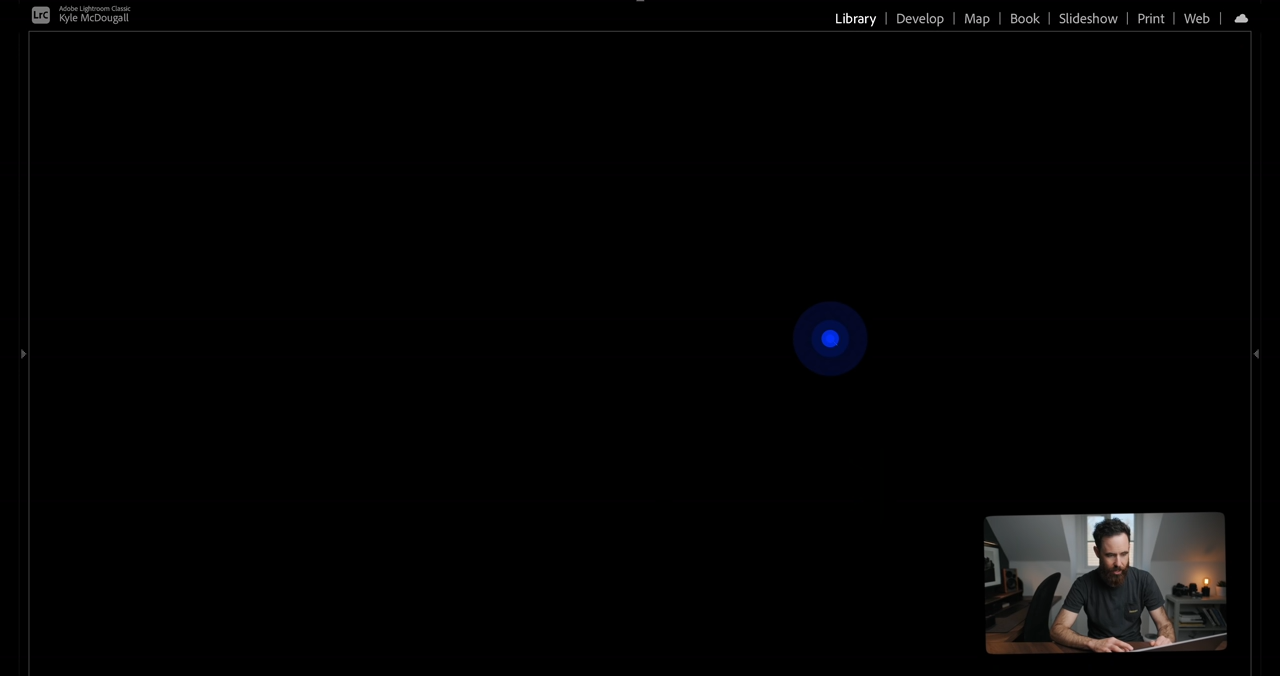 LrC
Adobe Lightroom Classic
Kyle McDougall
Library | Develop | Map | Book | Slideshow | Print | Web |